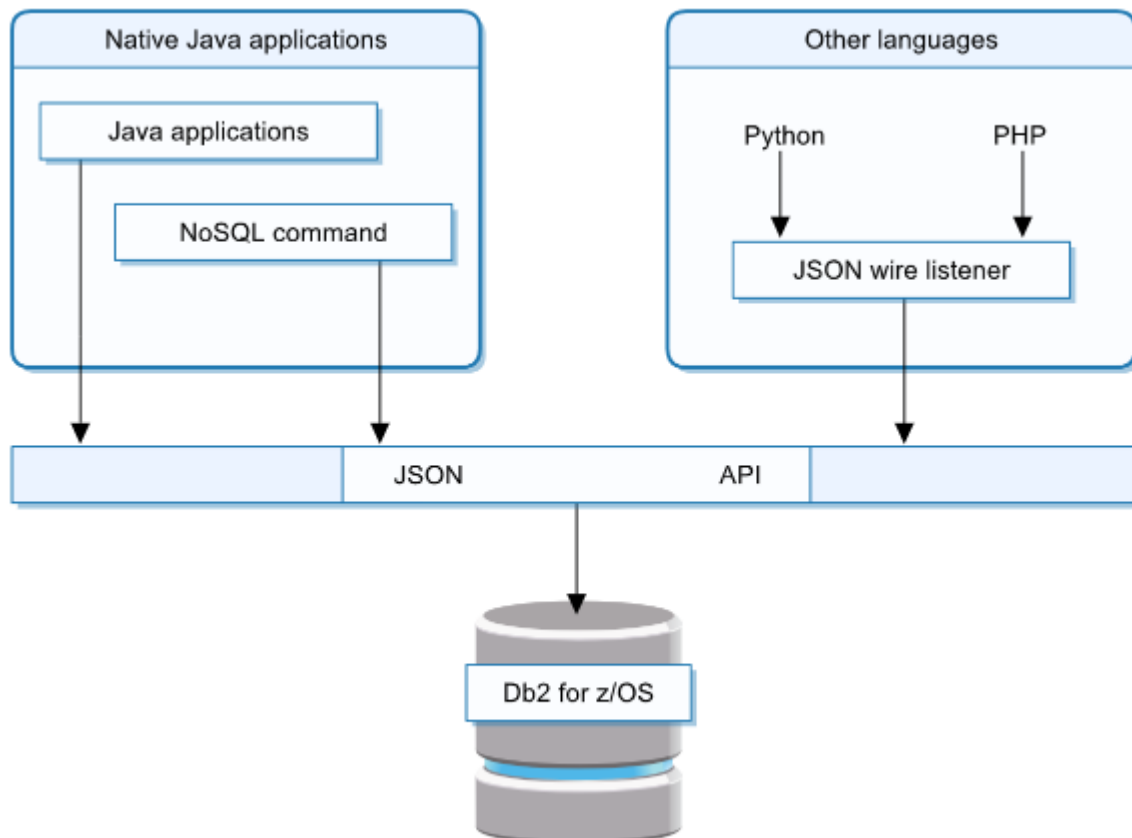 Native Java applications
Java applications
NoSQL command
Other languages
Python PHP
JSON wire listener
JSON API
Db2 for z/OS